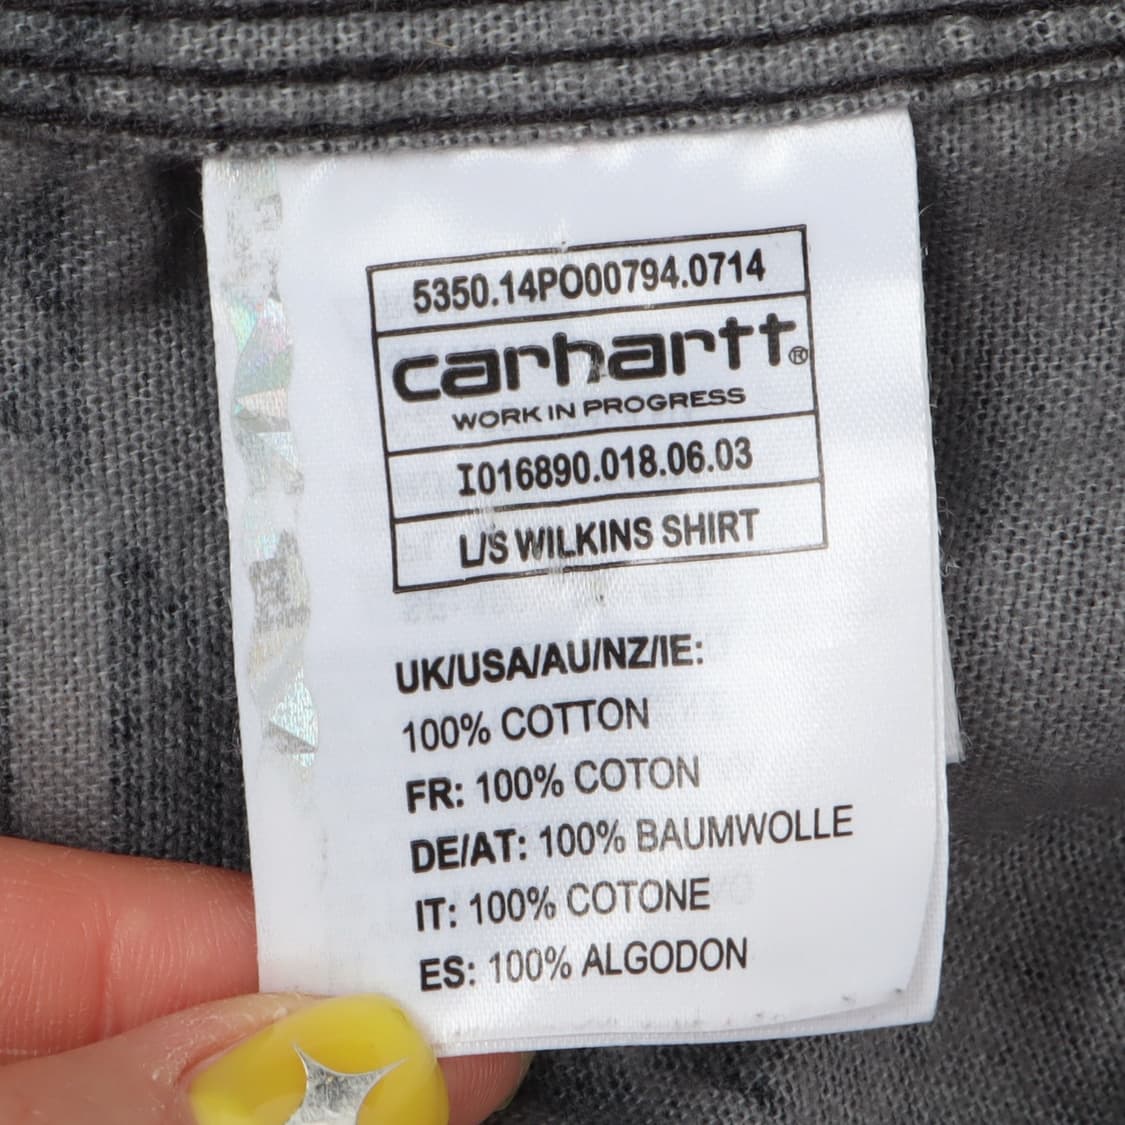 5350.14PO00794.0714
carhartt®
WORK IN PROGRESS
I016890.018.06.03
L/S WILKINS SHIRT
UK/USA/AU/NZ/IE:
100% COTTON
FR: 100% COTON
DE/AT: 100% BAUMWOLLE
IT: 100% COTONE
ES: 100% ALGODON